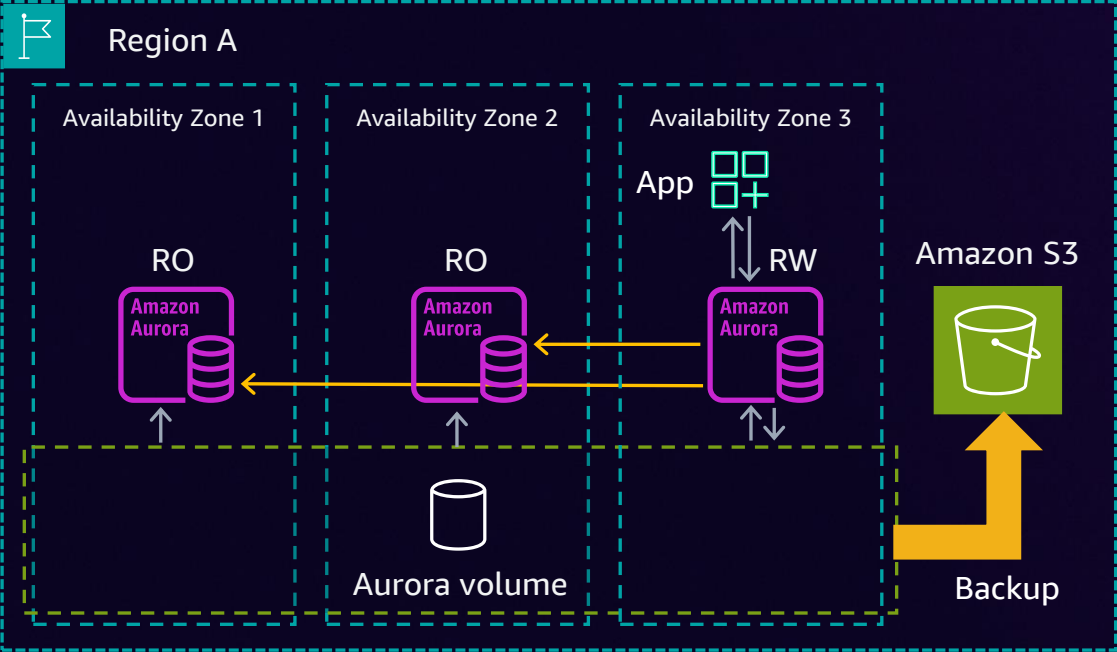 Region A
Availability Zone 1
Availability Zone 2
Availability Zone 3
App
RO
RO
RW
Amazon S3
Amazon
Aurora
Amazon
Aurora
Amazon
Aurora
Aurora volume
Backup